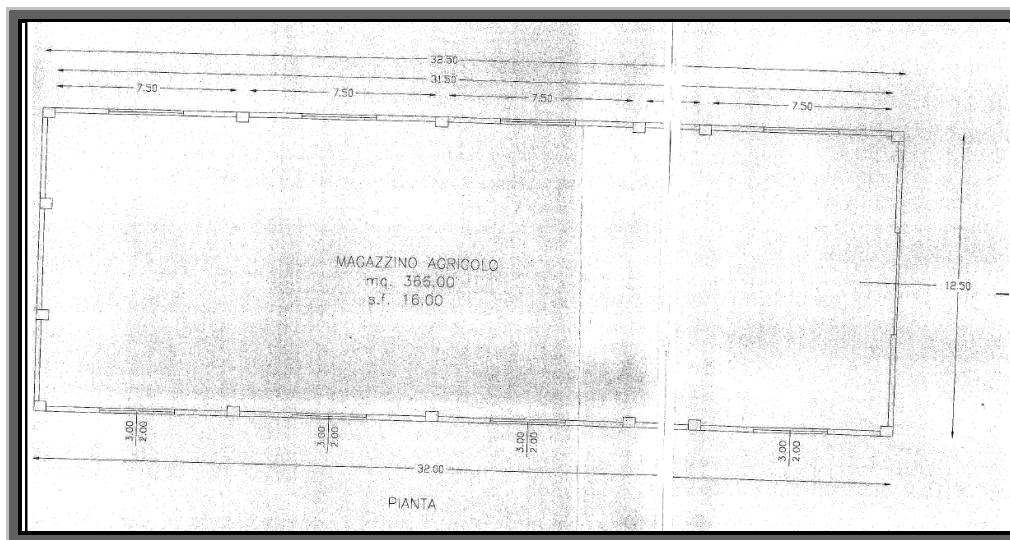 32.50
31.50
7.50 7.50 7.50 7.50
MAGAZZINO AGRICOLO
mq. 366.00
s.f. 16.00
12.50
3.00 3.00 3.00 3.00
2.00 2.00 2.00 2.00
32.00
PIANTA